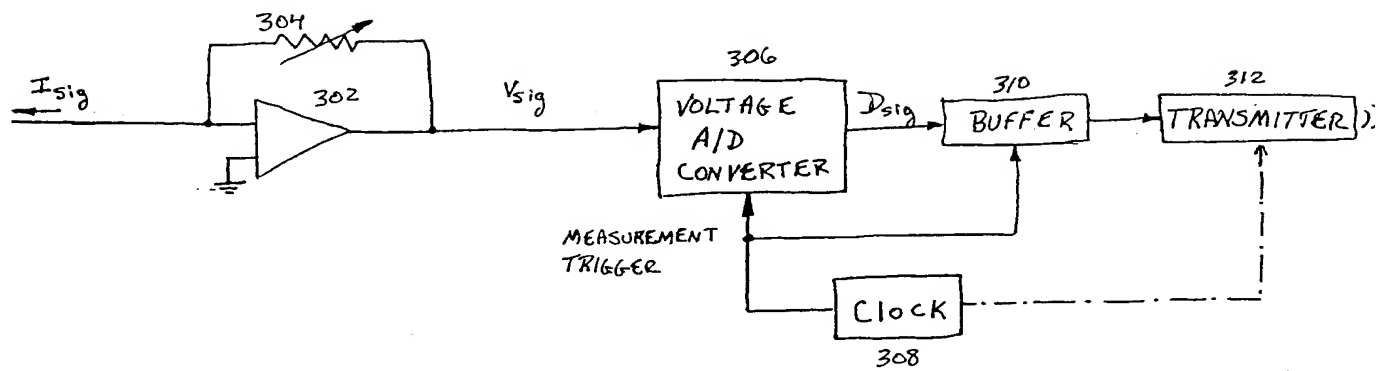 304
Isig
302
Vsig
306
VOLTAGE
A/D
CONVERTER
Dsig
310
BUFFER
312
TRANSMITTER
MEASUREMENT
TRIGGER
Clock
308